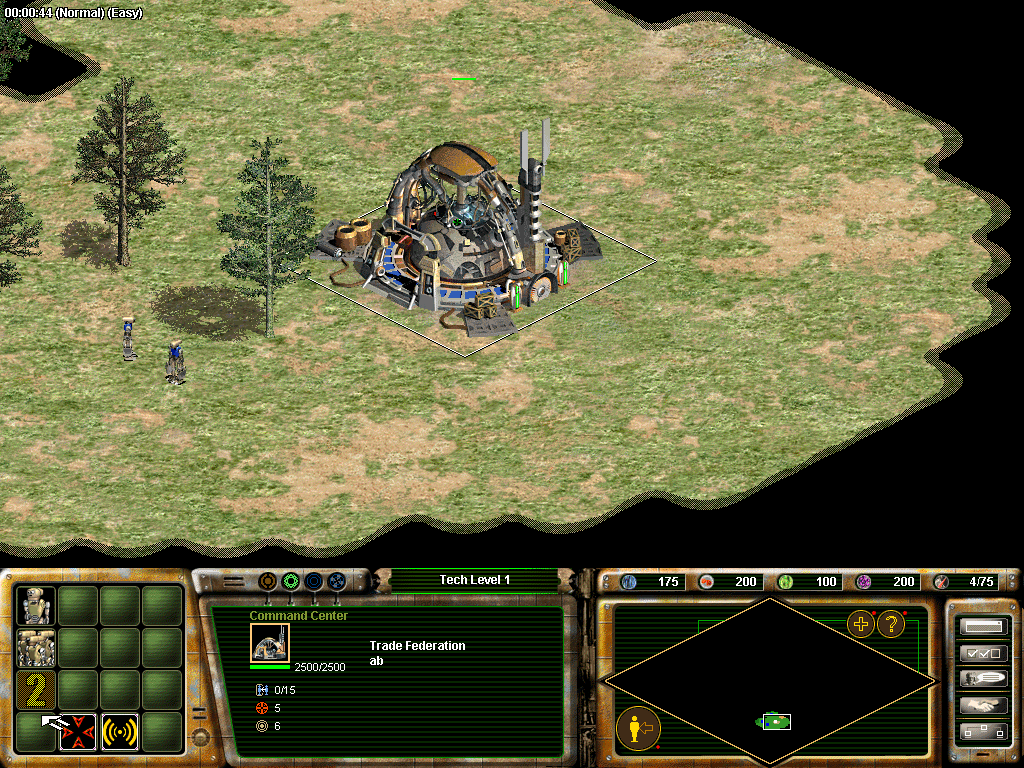 00:00:44 (Normal) (Easy)
Tech Level 1
175
200
100
200
4/75
Command Center
2500/2500
Trade Federation
ab
0/15
5
6
2
?